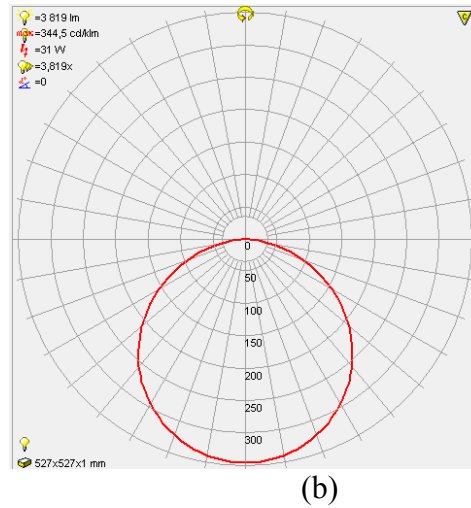 =3 819 lm
max=344,5 cd/klm
=31 W
=3,819x
=0
C
0
50
100
150
200
250
300
527x527x1 mm
(b)